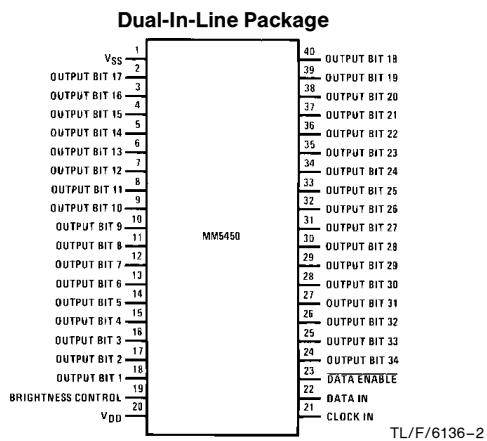 Dual-In-Line Package
1 40
VSS OUTPUT BIT 18
2 39
OUTPUT BIT 17 OUTPUT BIT 19
3 38
OUTPUT BIT 16 OUTPUT BIT 20
4 37
OUTPUT BIT 15 OUTPUT BIT 21
5 36
OUTPUT BIT 14 OUTPUT BIT 22
6 35
OUTPUT BIT 13 OUTPUT BIT 23
7 34
OUTPUT BIT 12 OUTPUT BIT 24
8 33
OUTPUT BIT 11 OUTPUT BIT 25
9 32
OUTPUT BIT 10 OUTPUT BIT 26
10 31
OUTPUT BIT 9 OUTPUT BIT 27
MM5450
11 30
OUTPUT BIT 8 OUTPUT BIT 28
12 29
OUTPUT BIT 7 OUTPUT BIT 29
13 28
OUTPUT BIT 6 OUTPUT BIT 30
14 27
OUTPUT BIT 5 OUTPUT BIT 31
15 26
OUTPUT BIT 4 OUTPUT BIT 32
16 25
OUTPUT BIT 3 OUTPUT BIT 33
17 24
OUTPUT BIT 2 OUTPUT BIT 34
18 23
OUTPUT BIT 1 DATA ENABLE
19 22
BRIGHTNESS CONTROL DATA IN
20 21
VDD CLOCK IN
TL/F/6136–2